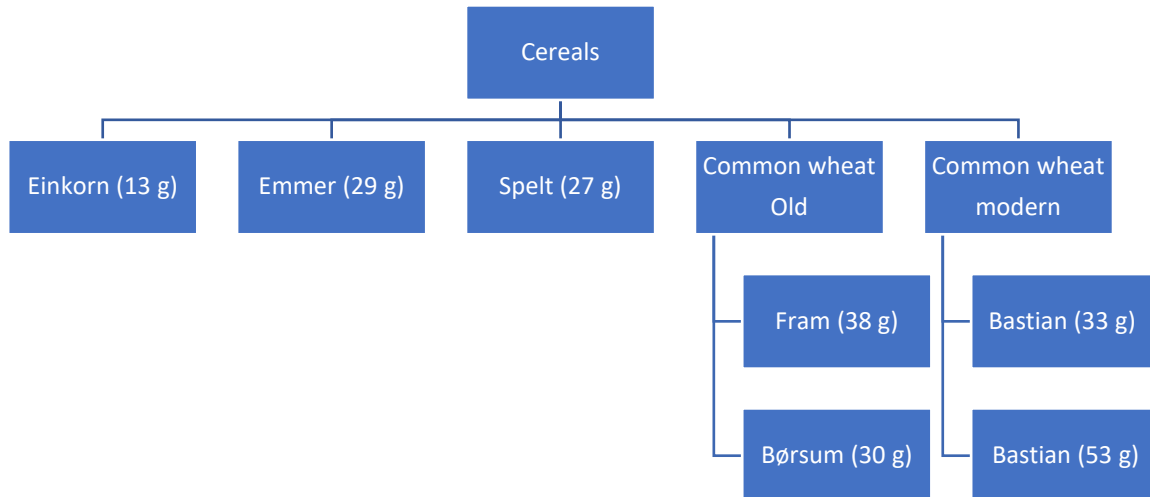 Cereals
Einkorn (13 g)
Emmer (29 g)
Spelt (27 g)
Common wheat
Old
Common wheat
modern
Fram (38 g)
Bastian (33 g)
Børsum (30 g)
Bastian (53 g)